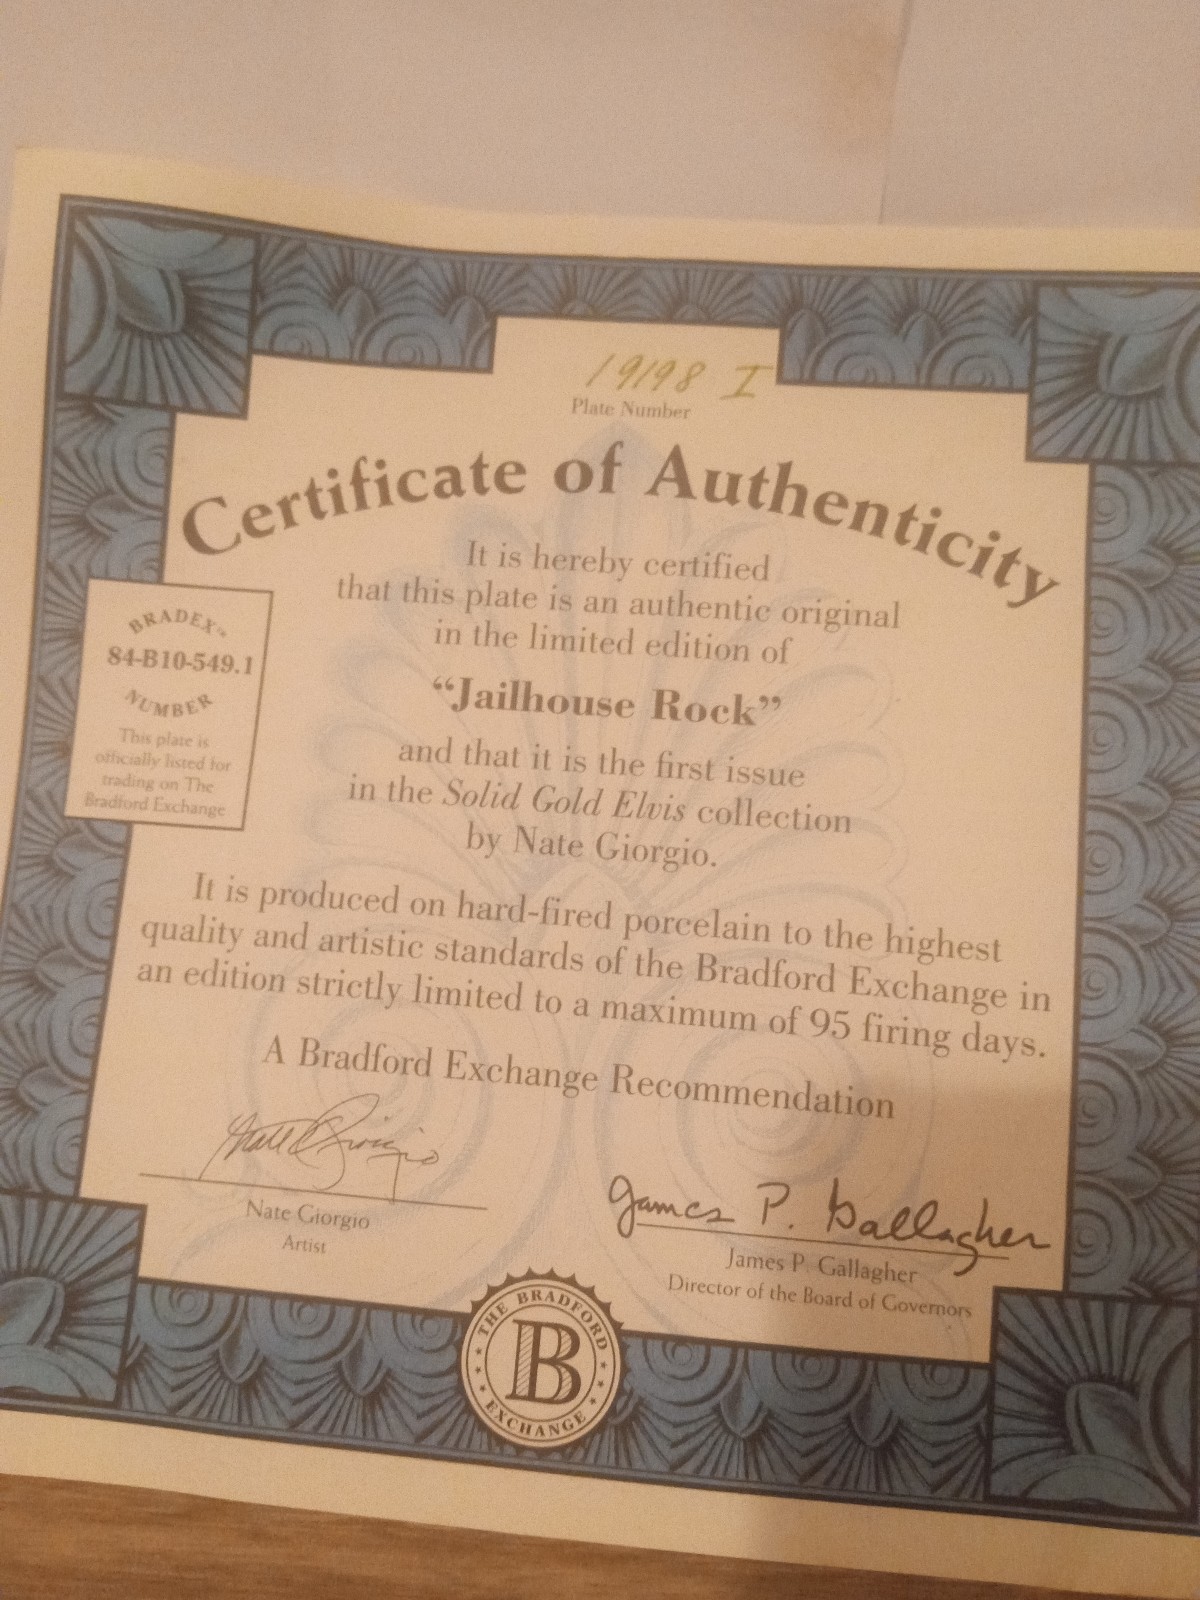 19198 I
Plate Number
Certificate of Authenticity
It is hereby certified
that this plate is an authentic original
in the limited edition of
“Jailhouse Rock”
and that it is the first issue
in the Solid Gold Elvis collection
by Nate Giorgio.
It is produced on hard-fired porcelain to the highest
quality and artistic standards of the Bradford Exchange in
an edition strictly limited to a maximum of 95 firing days.
A Bradford Exchange Recommendation
BRADEX™
84-B10-549.1
NUMBER
This plate is
officially listed for
trading on The
Bradford Exchange
Nate Giorgio
Nate Giorgio
Artist
James P. Gallagher
James P. Gallagher
Director of the Board of Governors
THE BRADFORD
B
EXCHANGE